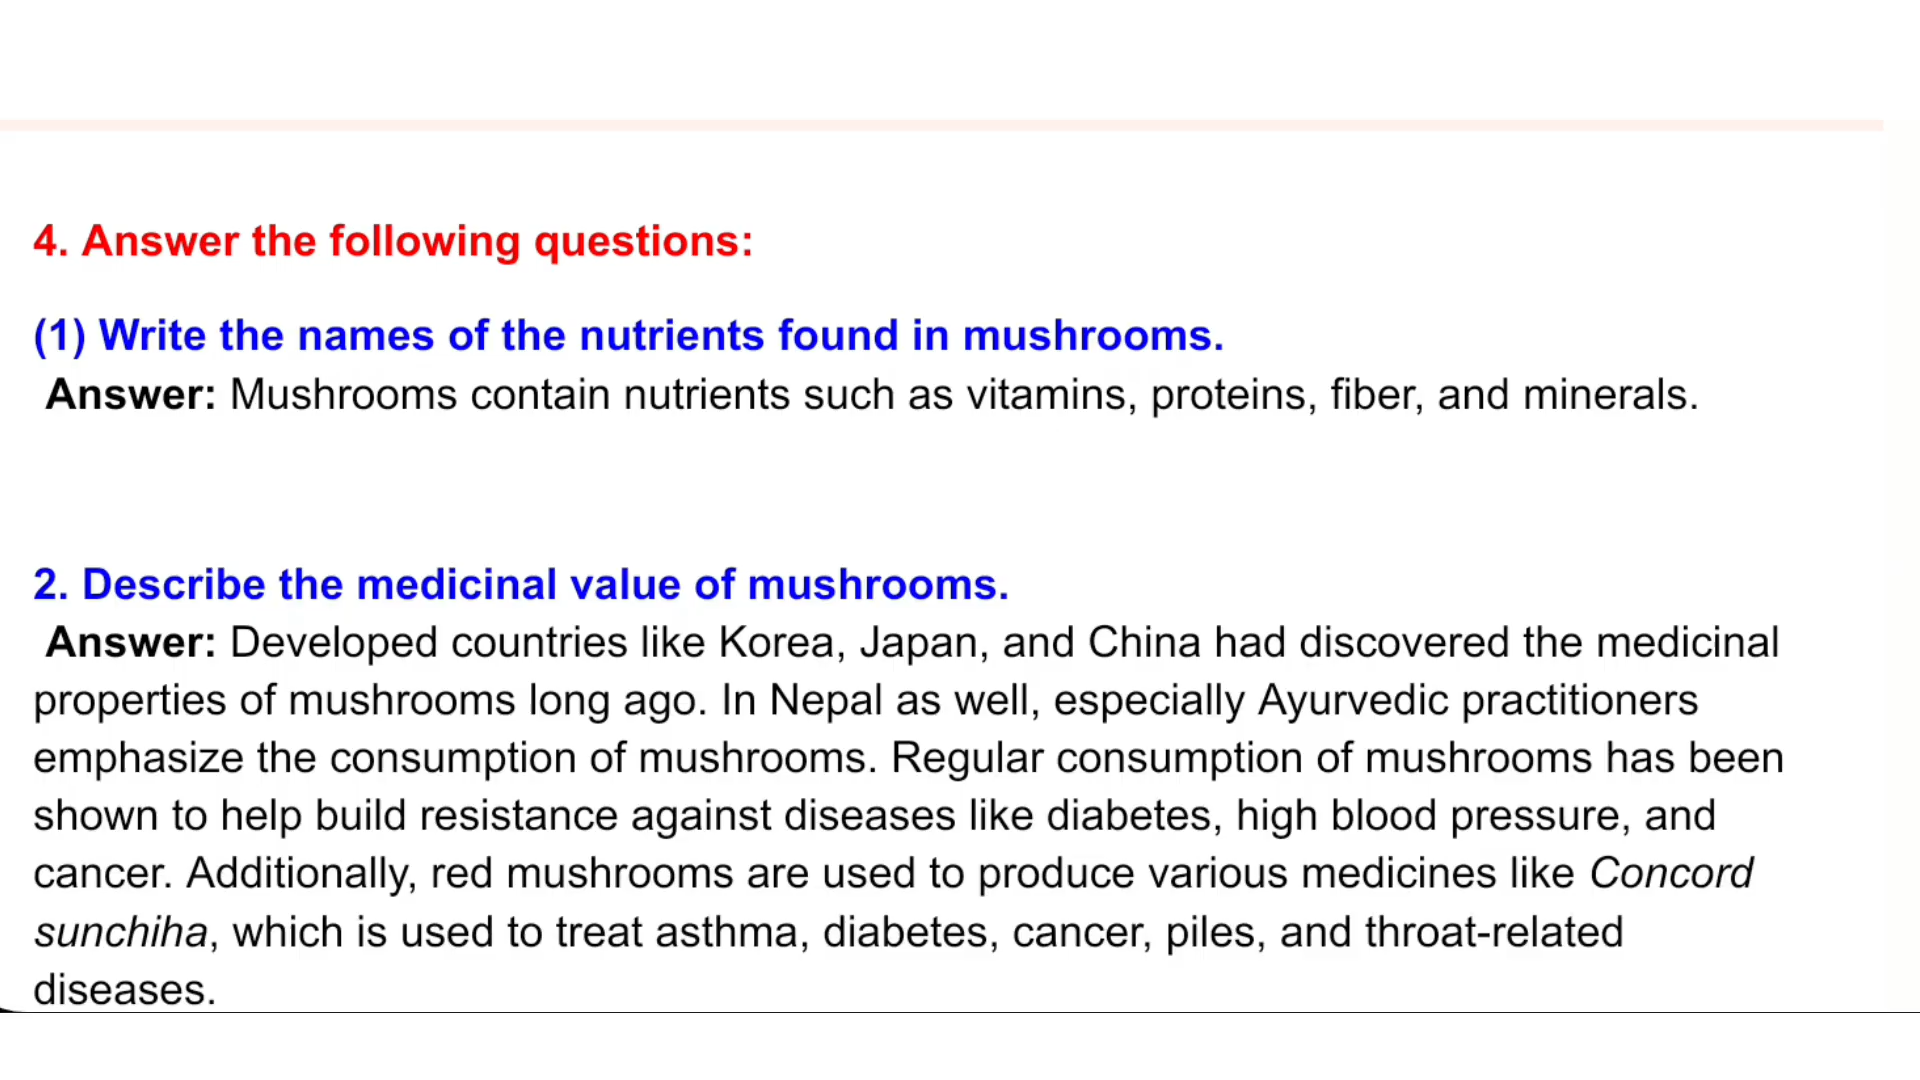 4. Answer the following questions:
(1) Write the names of the nutrients found in mushrooms.
Answer: Mushrooms contain nutrients such as vitamins, proteins, fiber, and minerals.
2. Describe the medicinal value of mushrooms.
Answer: Developed countries like Korea, Japan, and China had discovered the medicinal
properties of mushrooms long ago. In Nepal as well, especially Ayurvedic practitioners
emphasize the consumption of mushrooms. Regular consumption of mushrooms has been
shown to help build resistance against diseases like diabetes, high blood pressure, and
cancer. Additionally, red mushrooms are used to produce various medicines like Concord
sunchiha, which is used to treat asthma, diabetes, cancer, piles, and throat-related
diseases.